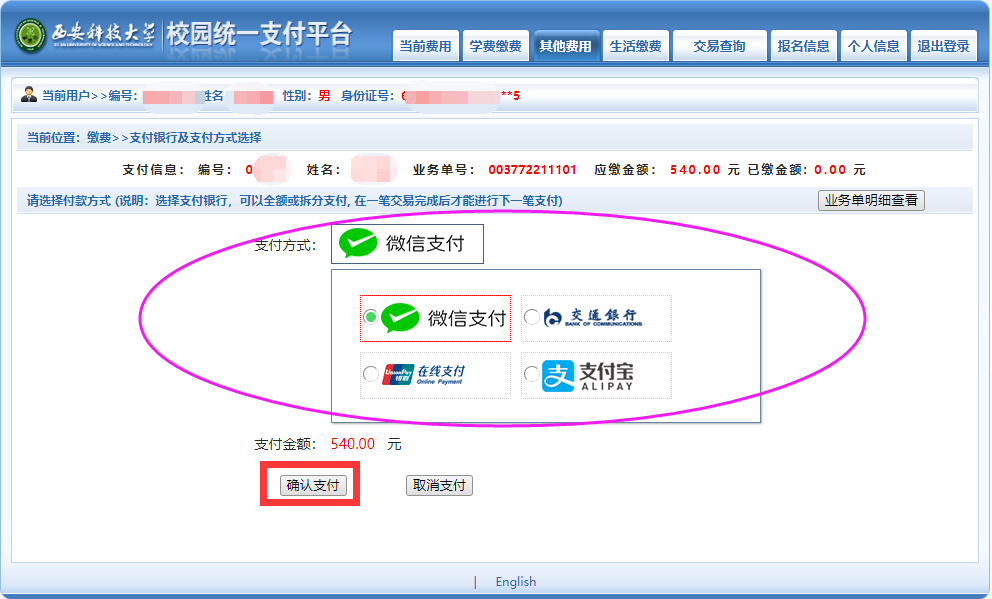 西安科技大学 校园统一支付平台
XI'AN UNIVERSITY OF SCIENCE AND TECHNOLOGY
当前费用 学费缴费 其他费用 生活缴费 交易查询 报名信息 个人信息 退出登录
当前用户>>编号: 姓名 性别: 男 身份证号: **5
当前位置: 缴费>>支付银行及支付方式选择
支付信息: 编号: 0 姓名: 业务单号: 003772211101 应缴金额: 540.00 元 已缴金额: 0.00 元
请选择付款方式 (说明: 选择支付银行, 可以全额或拆分支付, 在一笔交易完成后才能进行下一笔支付) 业务单明细查看
支付方式: 微信支付
微信支付 交通银行 BANK OF COMMUNICATIONS
UnionPay 银联 在线支付 Online Payment 支 支付宝 ALIPAY
支付金额: 540.00 元
确认支付 取消支付
| English